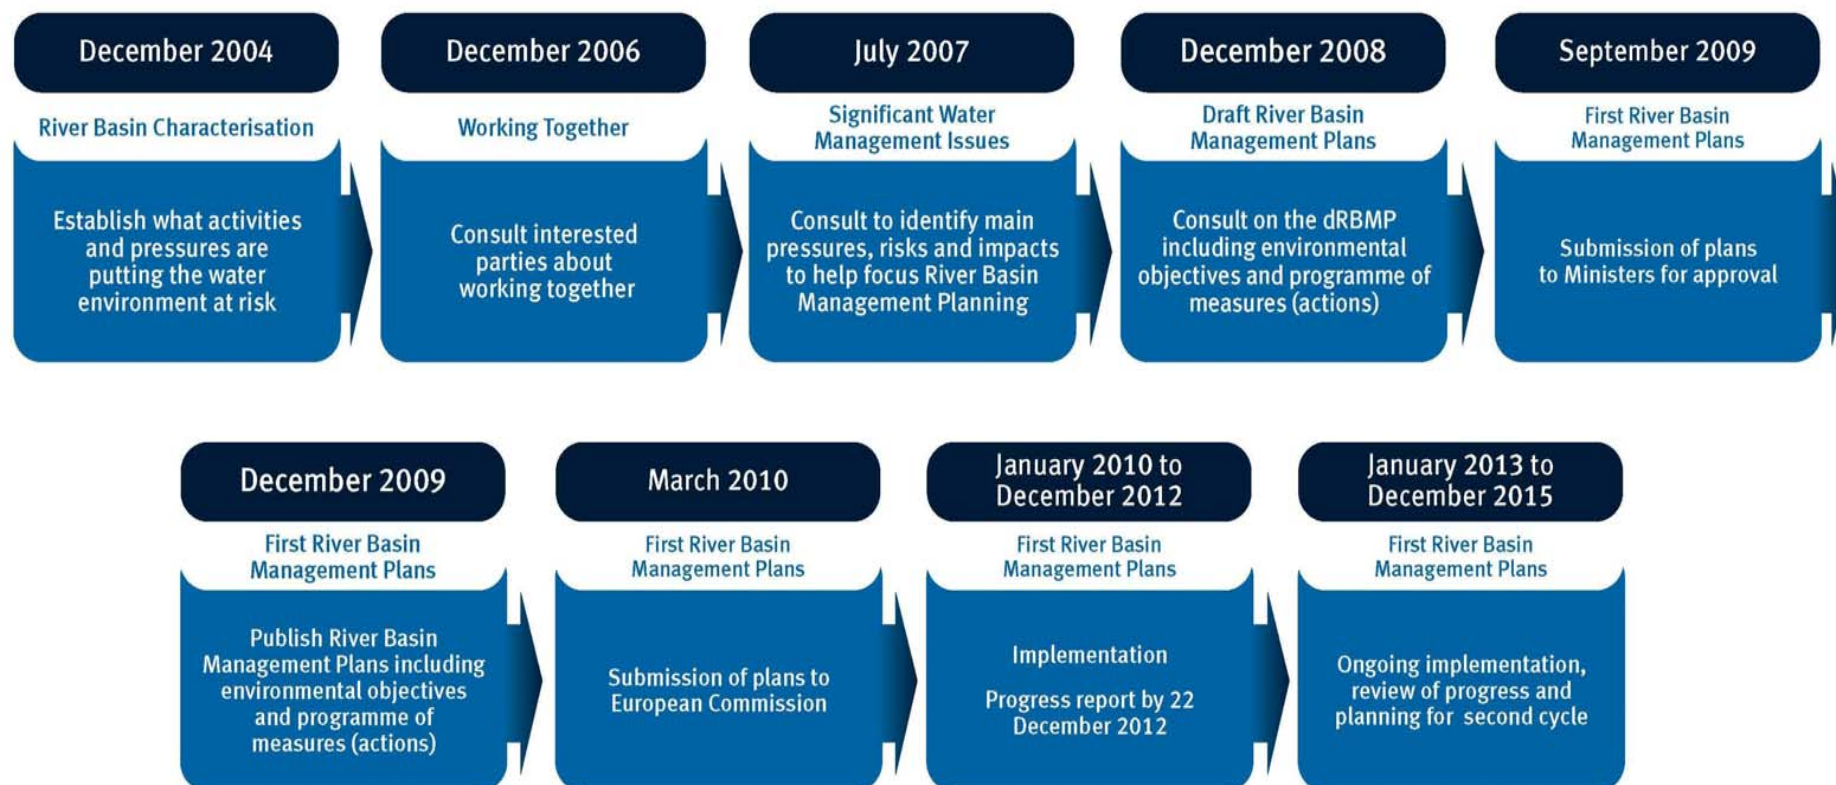 December 2004
River Basin Characterisation
Establish what activities
and pressures are
putting the water
environment at risk
December 2006
Working Together
Consult interested
parties about
working together
July 2007
Significant Water
Management Issues
Consult to identify main
pressures, risks and impacts
to help focus River Basin
Management Planning
December 2008
Draft River Basin
Management Plans
Consult on the dRBMP
including environmental
objectives and programme of
measures (actions)
September 2009
First River Basin
Management Plans
Submission of plans
to Ministers for approval
December 2009
First River Basin
Management Plans
Publish River Basin
Management Plans including
environmental objectives
and programme of
measures (actions)
March 2010
First River Basin
Management Plans
Submission of plans to
European Commission
January 2010 to
December 2012
First River Basin
Management Plans
Implementation
Progress report by 22
December 2012
January 2013 to
December 2015
First River Basin
Management Plans
Ongoing implementation,
review of progress and
planning for second cycle